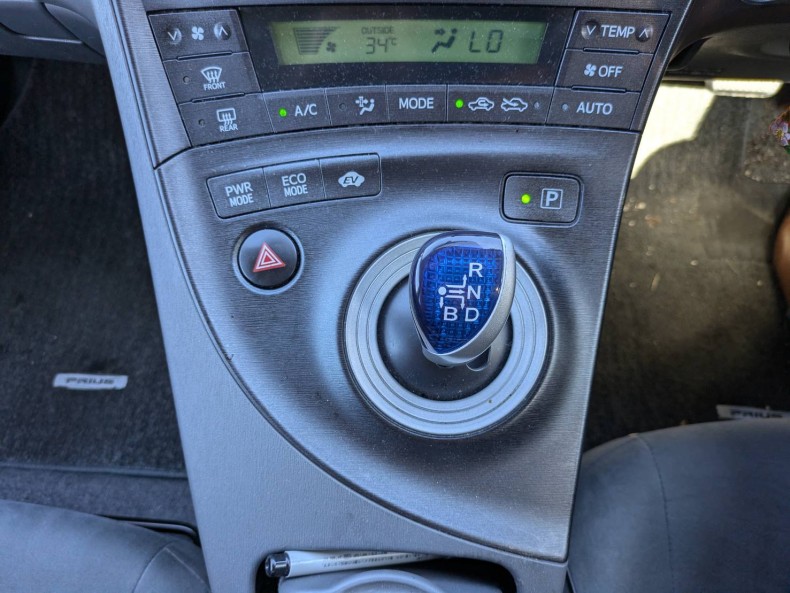 OUTSIDE
34°C
LO
TEMP
FRONT
OFF
REAR
A/C
MODE
AUTO
PWR
MODE
ECO
MODE
EV
P
R
N
B D
PRIUS
PRIUS